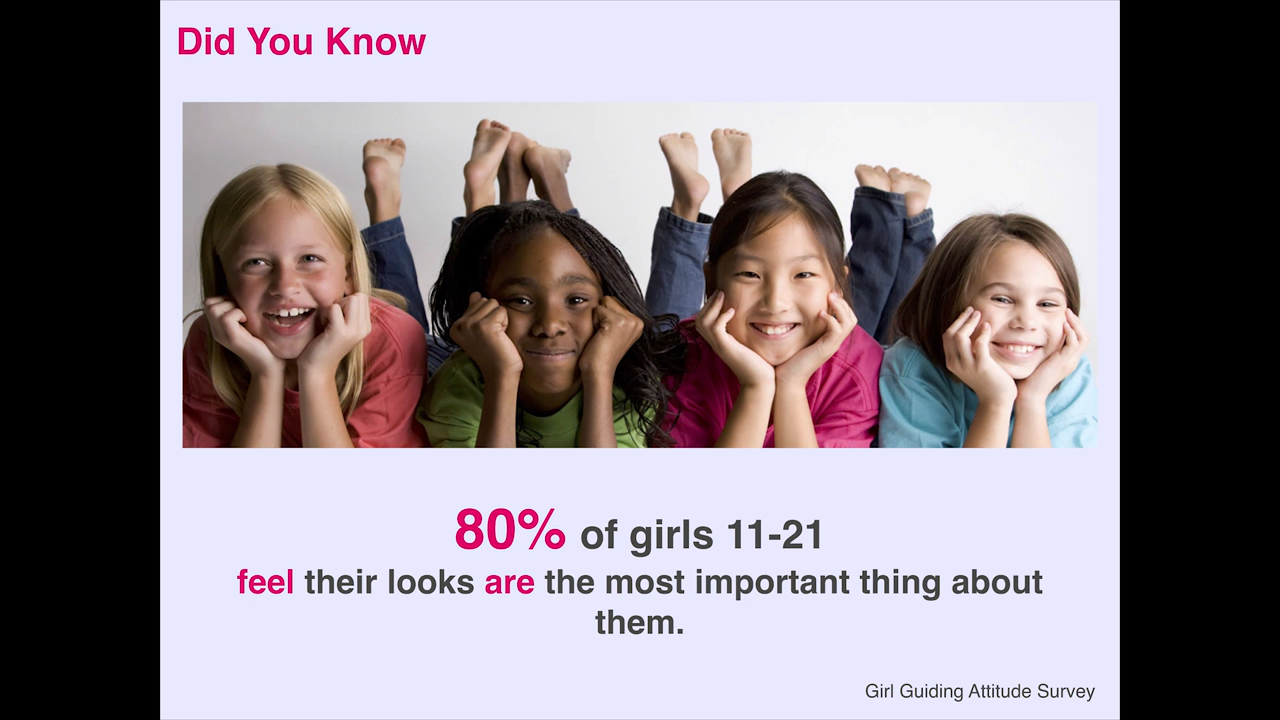 Did You Know
80% of girls 11-21
feel their looks are the most important thing about
them.
Girl Guiding Attitude Survey